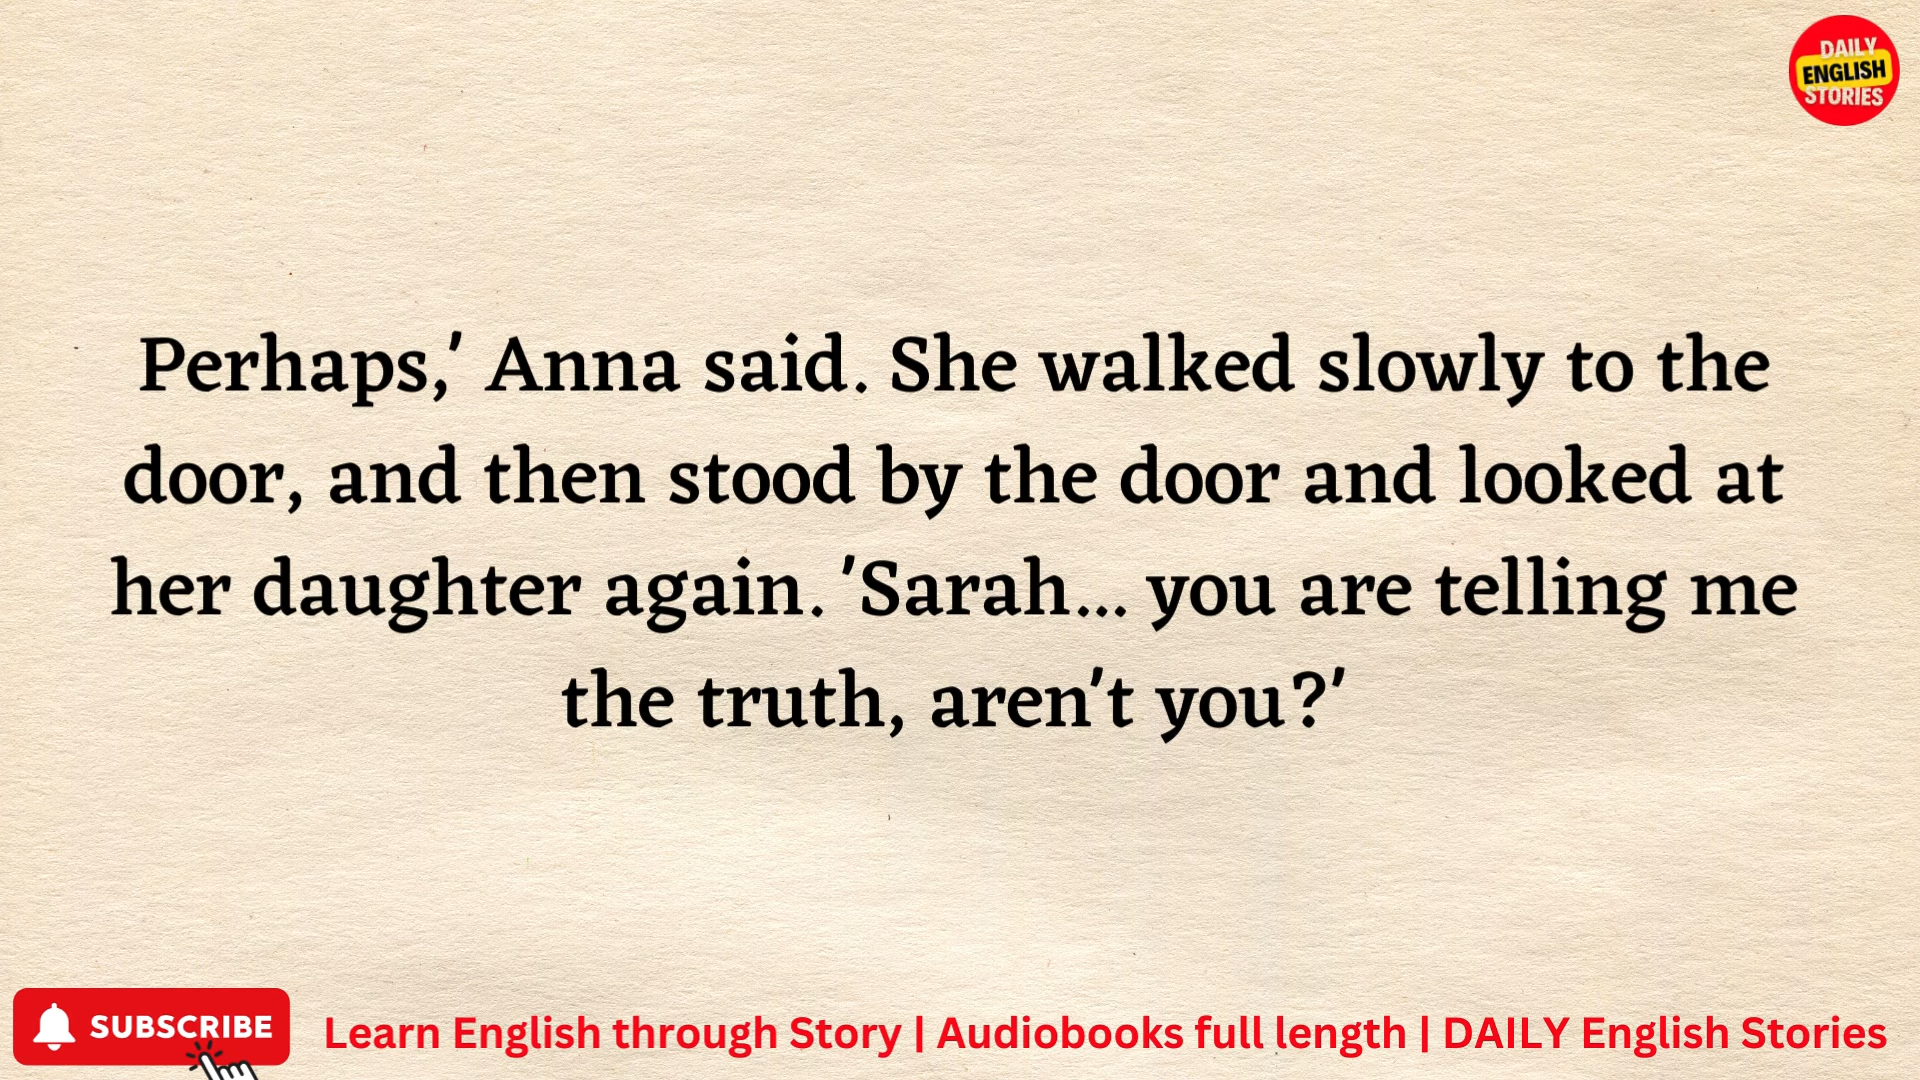 DAILY
ENGLISH
STORIES
Perhaps,' Anna said. She walked slowly to the
door, and then stood by the door and looked at
her daughter again. 'Sarah... you are telling me
the truth, aren't you?'
SUBSCRIBE
Learn English through Story | Audiobooks full length | DAILY English Stories